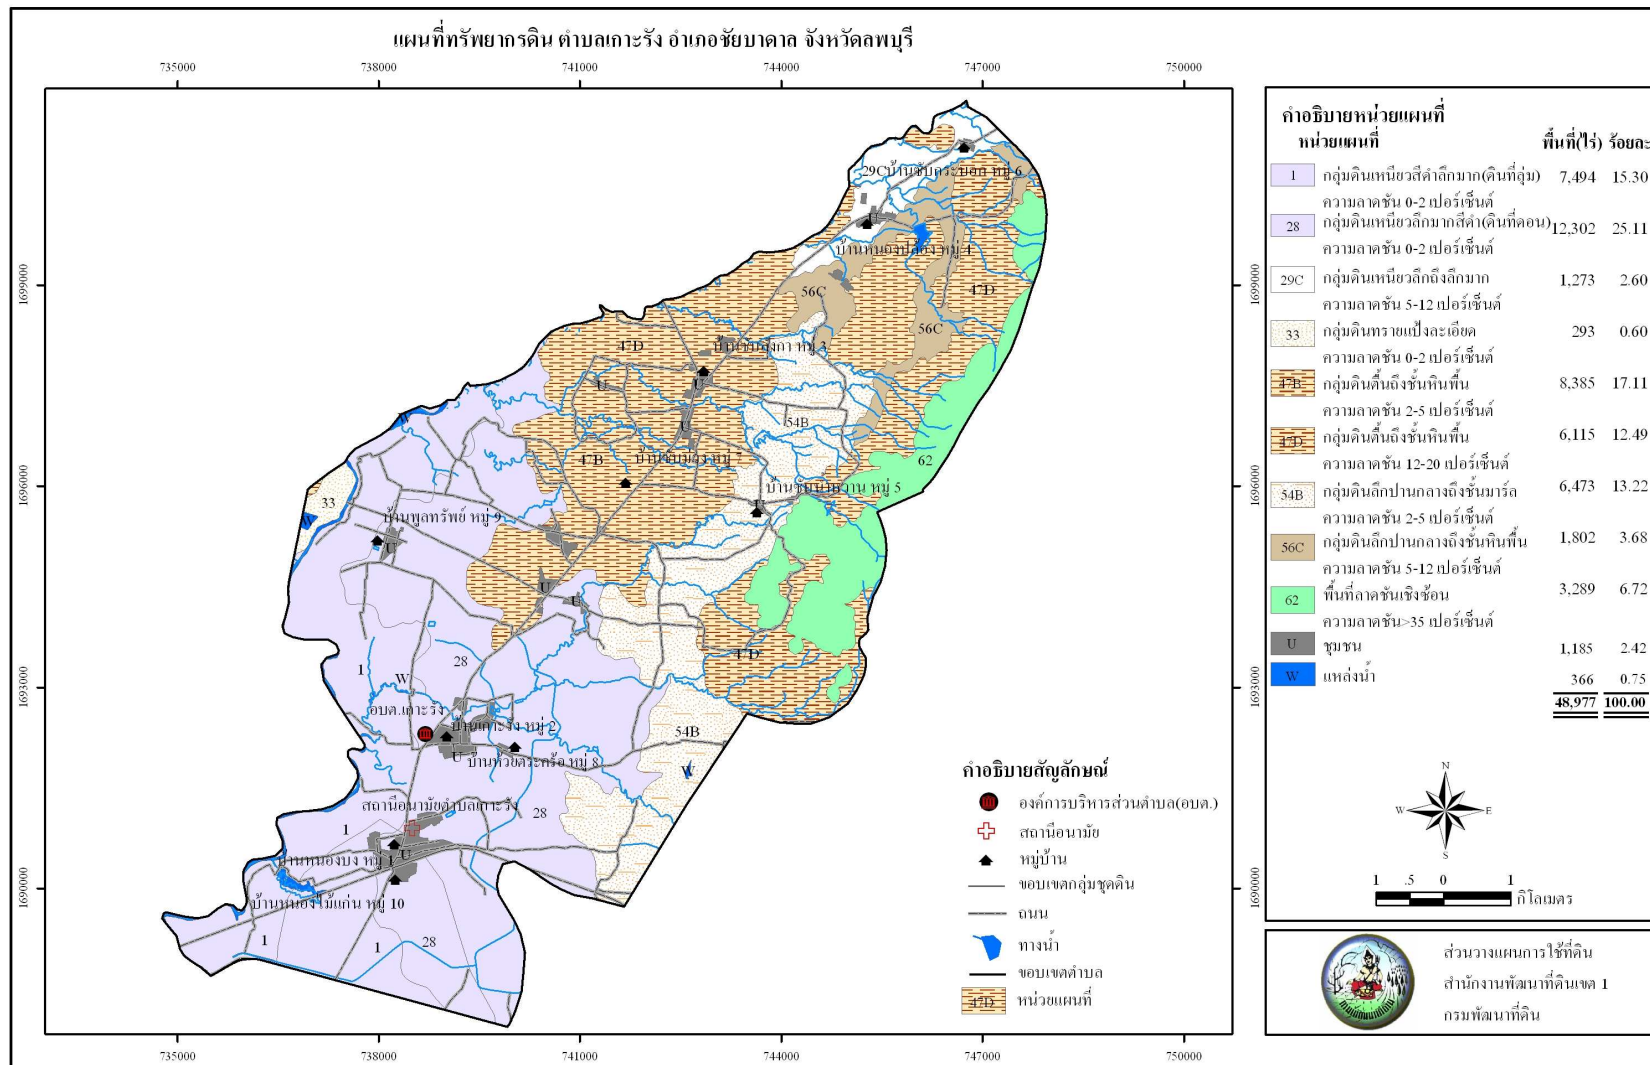 แผนที่ทรัพยากรดิน ตำบลเกาะรัง อำเภอชัยบาดาล จังหวัดลพบุรี
735000 738000 741000 744000 747000 750000
1699000 1699000
1696000 1696000
1693000 1693000
1690000 1690000
29C บ้านซับกระบอก หมู่ 6
U
บ้านหนองปล้อง หมู่ 4
56C
47D
56C
47D
บ้านซับลังกา หมู่ 3
U
U
54B
U
47B
บ้านซับม่วง หมู่ 7
62
บ้านซับน้ำหวาน หมู่ 5
U
W
33
W
บ้านพูลทรัพย์ หมู่ 9
U
U
U
1
28
W
47D
อบต.เกาะรัง
บ้านเกาะรัง หมู่ 2
U
บ้านห้วยตะคร้อ หมู่ 8
54B
W
สถานีอนามัยตำบลเกาะรัง
28
1
U
บ้านหนองบง หมู่ 1
บ้านหนองไม้แก่น หมู่ 10
1
1
28
735000 738000 741000 744000 747000 750000
คำอธิบายสัญลักษณ์
องค์การบริหารส่วนตำบล(อบต.)
สถานีอนามัย
หมู่บ้าน
ขอบเขตกลุ่มชุดดิน
ถนน
ทางน้ำ
ขอบเขตตำบล
47D หน่วยแผนที่
คำอธิบายหน่วยแผนที่
หน่วยแผนที่ พื้นที่(ไร่) ร้อยละ
1 กลุ่มดินเหนียวสีดำลึกมาก(ดินที่ลุ่ม) 7,494 15.30
ความลาดชัน 0-2 เปอร์เซ็นต์
28 กลุ่มดินเหนียวลึกมากสีดำ(ดินที่ดอน) 12,302 25.11
ความลาดชัน 0-2 เปอร์เซ็นต์
29C กลุ่มดินเหนียวลึกถึงลึกมาก 1,273 2.60
ความลาดชัน 5-12 เปอร์เซ็นต์
33 กลุ่มดินทรายแป้งละเอียด 293 0.60
ความลาดชัน 0-2 เปอร์เซ็นต์
47B กลุ่มดินตื้นถึงชั้นหินพื้น 8,385 17.11
ความลาดชัน 2-5 เปอร์เซ็นต์
47D กลุ่มดินตื้นถึงชั้นหินพื้น 6,115 12.49
ความลาดชัน 12-20 เปอร์เซ็นต์
54B กลุ่มดินลึกปานกลางถึงชั้นมาร์ล 6,473 13.22
ความลาดชัน 2-5 เปอร์เซ็นต์
56C กลุ่มดินลึกปานกลางถึงชั้นหินพื้น 1,802 3.68
ความลาดชัน 5-12 เปอร์เซ็นต์
62 พื้นที่ลาดชันเชิงซ้อน 3,289 6.72
ความลาดชัน>35 เปอร์เซ็นต์
U ชุมชน 1,185 2.42
W แหล่งน้ำ 366 0.75
48,977 100.00
N
W E
S
1 .5 0 1
กิโลเมตร
ส่วนวางแผนการใช้ที่ดิน
สำนักงานพัฒนาที่ดินเขต 1
กรมพัฒนาที่ดิน